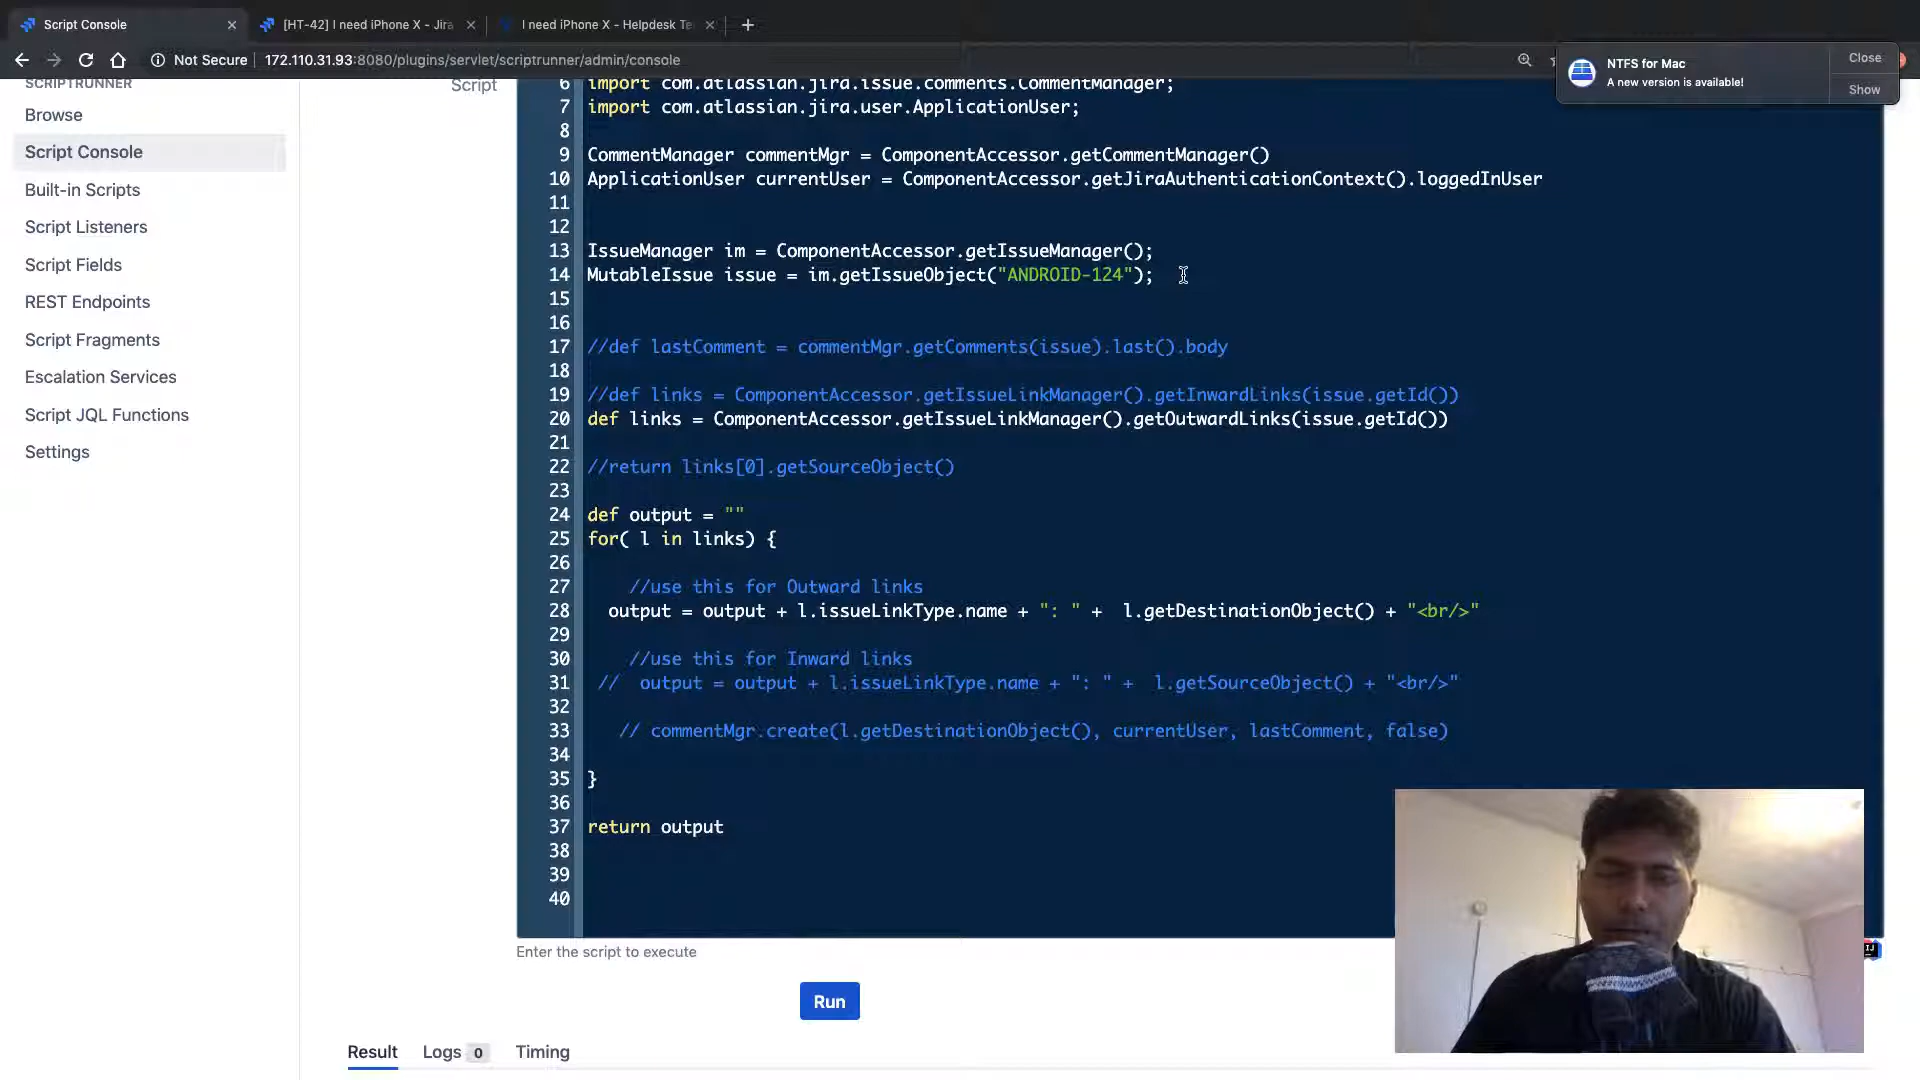 Script Console
[HT-42] I need iPhone X - Jira
I need iPhone X - Helpdesk Te
Not Secure 172.110.31.93:8080/plugins/servlet/scriptrunner/admin/console
NTFS for Mac
A new version is available!
Close
Show
SCRIPTRUNNER
Browse
Script Console
Built-in Scripts
Script Listeners
Script Fields
REST Endpoints
Script Fragments
Escalation Services
Script JQL Functions
Settings
Script
6 import com.atlassian.jira.issue.comments.CommentManager;
7 import com.atlassian.jira.user.ApplicationUser;
8
9 CommentManager commentMgr = ComponentAccessor.getCommentManager()
10 ApplicationUser currentUser = ComponentAccessor.getJiraAuthenticationContext().loggedInUser
11
12
13 IssueManager im = ComponentAccessor.getIssueManager();
14 MutableIssue issue = im.getIssueObject("ANDROID-124");
15
16
17 //def lastComment = commentMgr.getComments(issue).last().body
18
19 //def links = ComponentAccessor.getIssueLinkManager().getInwardLinks(issue.getId())
20 def links = ComponentAccessor.getIssueLinkManager().getOutwardLinks(issue.getId())
21
22 //return links[0].getSourceObject()
23
24 def output = ""
25 for( l in links) {
26
27 //use this for Outward links
28 output = output + l.issueLinkType.name + ": " + l.getDestinationObject() + "<br/>"
29
30 //use this for Inward links
31 // output = output + l.issueLinkType.name + ": " + l.getSourceObject() + "<br/>"
32
33 // commentMgr.create(l.getDestinationObject(), currentUser, lastComment, false)
34
35 }
36
37 return output
38
39
40
Enter the script to execute
Run
Result Logs 0 Timing